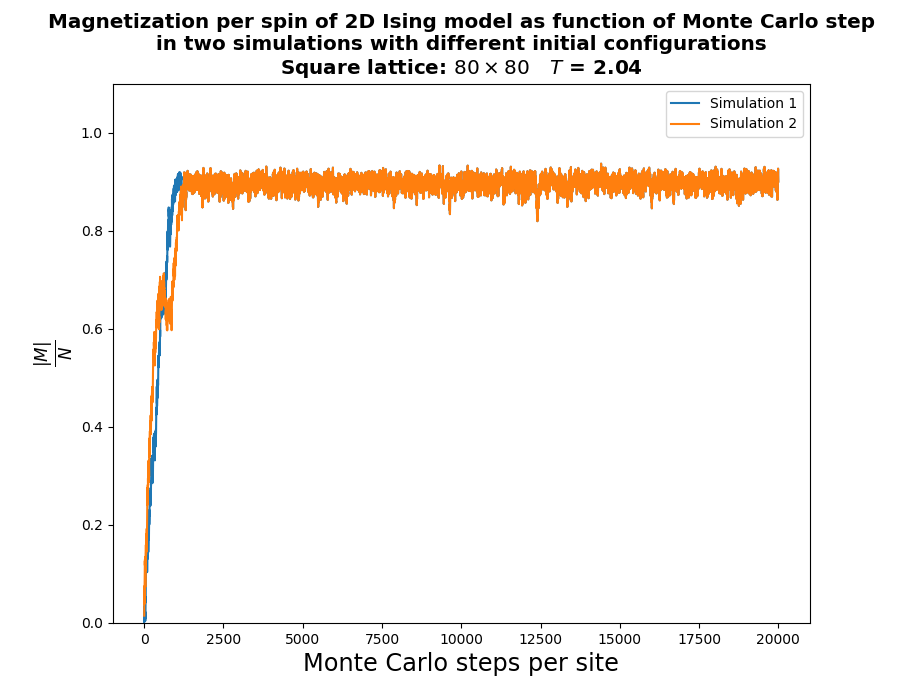 Magnetization per spin of 2D Ising model as function of Monte Carlo step
in two simulations with different initial configurations
Square lattice: 80 × 80 T = 2.04
Simulation 1
Simulation 2
1.0
0.8
0.6
0.4
0.2
0.0
|M|
N
0 2500 5000 7500 10000 12500 15000 17500 20000
Monte Carlo steps per site